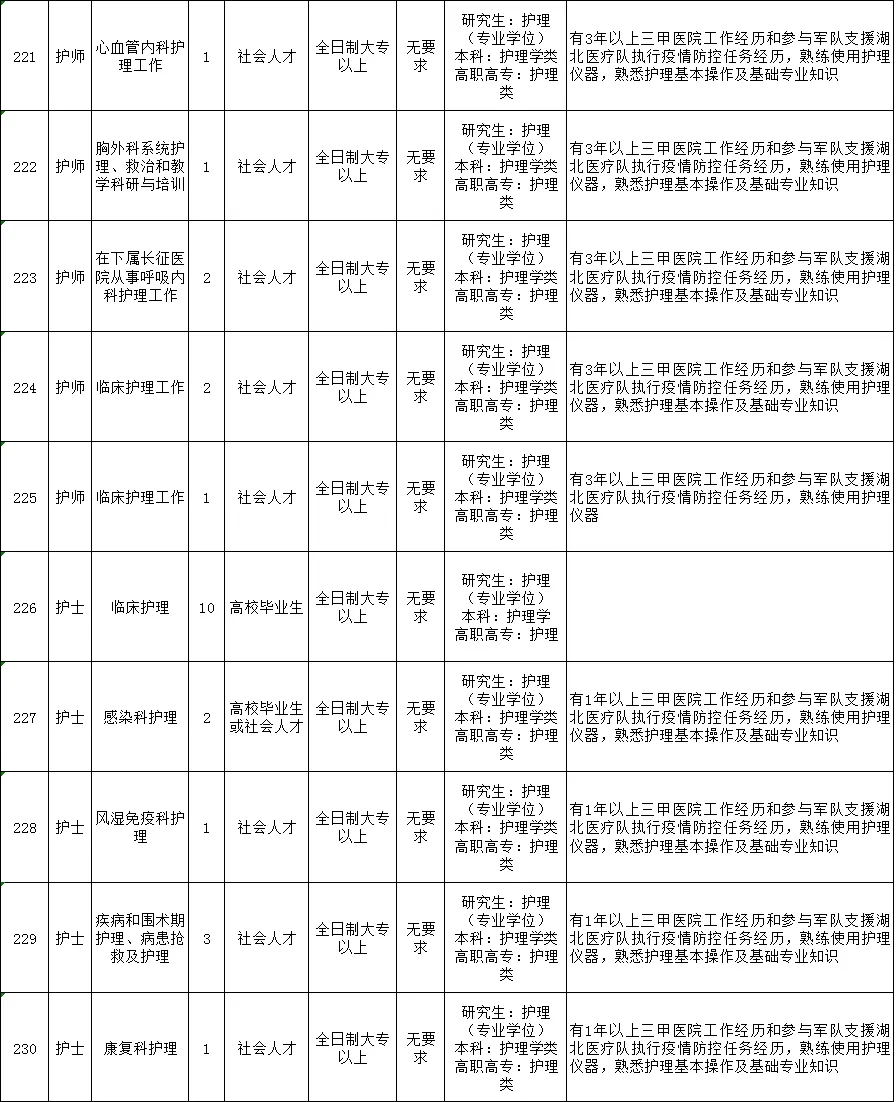 221 护师 心血管内科护理工作 1 社会人才 全日制大专以上 无要求 研究生：护理（专业学位）本科：护理学类 高职高专：护理类 有3年以上三甲医院工作经历和参与军队支援湖北医疗队执行疫情防控任务经历，熟练使用护理仪器，熟悉护理基本操作及基础专业知识
222 护师 胸外科系统护理、救治和教学科研与培训 1 社会人才 全日制大专以上 无要求 研究生：护理（专业学位）本科：护理学类 高职高专：护理类 有3年以上三甲医院工作经历和参与军队支援湖北医疗队执行疫情防控任务经历，熟练使用护理仪器，熟悉护理基本操作及基础专业知识
223 护师 在下属长征医院从事呼吸内科护理工作 2 社会人才 全日制大专以上 无要求 研究生：护理（专业学位）本科：护理学类 高职高专：护理类 有3年以上三甲医院工作经历和参与军队支援湖北医疗队执行疫情防控任务经历，熟练使用护理仪器，熟悉护理基本操作及基础专业知识
224 护师 临床护理工作 2 社会人才 全日制大专以上 无要求 研究生：护理（专业学位）本科：护理学类 高职高专：护理类 有3年以上三甲医院工作经历和参与军队支援湖北医疗队执行疫情防控任务经历，熟练使用护理仪器，熟悉护理基本操作及基础专业知识
225 护师 临床护理工作 1 社会人才 全日制大专以上 无要求 研究生：护理（专业学位）本科：护理学类 高职高专：护理类 有3年以上三甲医院工作经历和参与军队支援湖北医疗队执行疫情防控任务经历，熟练使用护理仪器
226 护士 临床护理 10 高校毕业生 全日制大专以上 无要求 研究生：护理（专业学位）本科：护理学 高职高专：护理
227 护士 感染科护理 2 高校毕业生或社会人才 全日制大专以上 无要求 研究生：护理（专业学位）本科：护理学类 高职高专：护理类 有1年以上三甲医院工作经历和参与军队支援湖北医疗队执行疫情防控任务经历，熟练使用护理仪器，熟悉护理基本操作及基础专业知识
228 护士 风湿免疫科护理 1 社会人才 全日制大专以上 无要求 研究生：护理（专业学位）本科：护理学类 高职高专：护理类 有1年以上三甲医院工作经历和参与军队支援湖北医疗队执行疫情防控任务经历，熟练使用护理仪器，熟悉护理基本操作及基础专业知识
229 护士 疾病和围术期护理、病患抢救及护理 3 社会人才 全日制大专以上 无要求 研究生：护理（专业学位）本科：护理学类 高职高专：护理类 有1年以上三甲医院工作经历和参与军队支援湖北医疗队执行疫情防控任务经历，熟练使用护理仪器，熟悉护理基本操作及基础专业知识
230 护士 康复科护理 1 社会人才 全日制大专以上 无要求 研究生：护理（专业学位）本科：护理学类 高职高专：护理类 有1年以上三甲医院工作经历和参与军队支援湖北医疗队执行疫情防控任务经历，熟练使用护理仪器，熟悉护理基本操作及基础专业知识